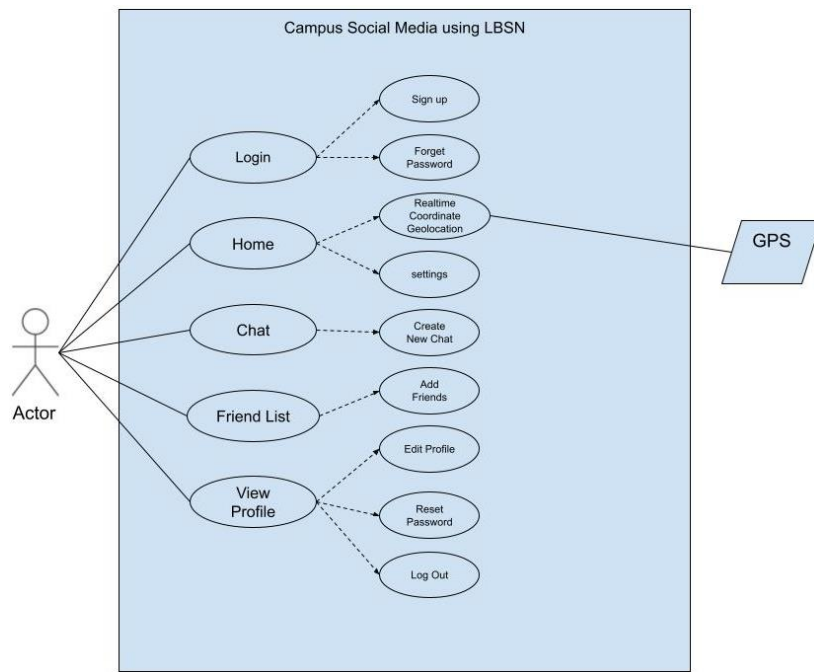 Campus Social Media using LBSN
Sign up
Login
Forget
Password
Realtime
Coordinate
Geolocation
Home
GPS
settings
Chat
Create
New Chat
Actor
Friend List
Add
Friends
Edit Profile
View
Profile
Reset
Password
Log Out